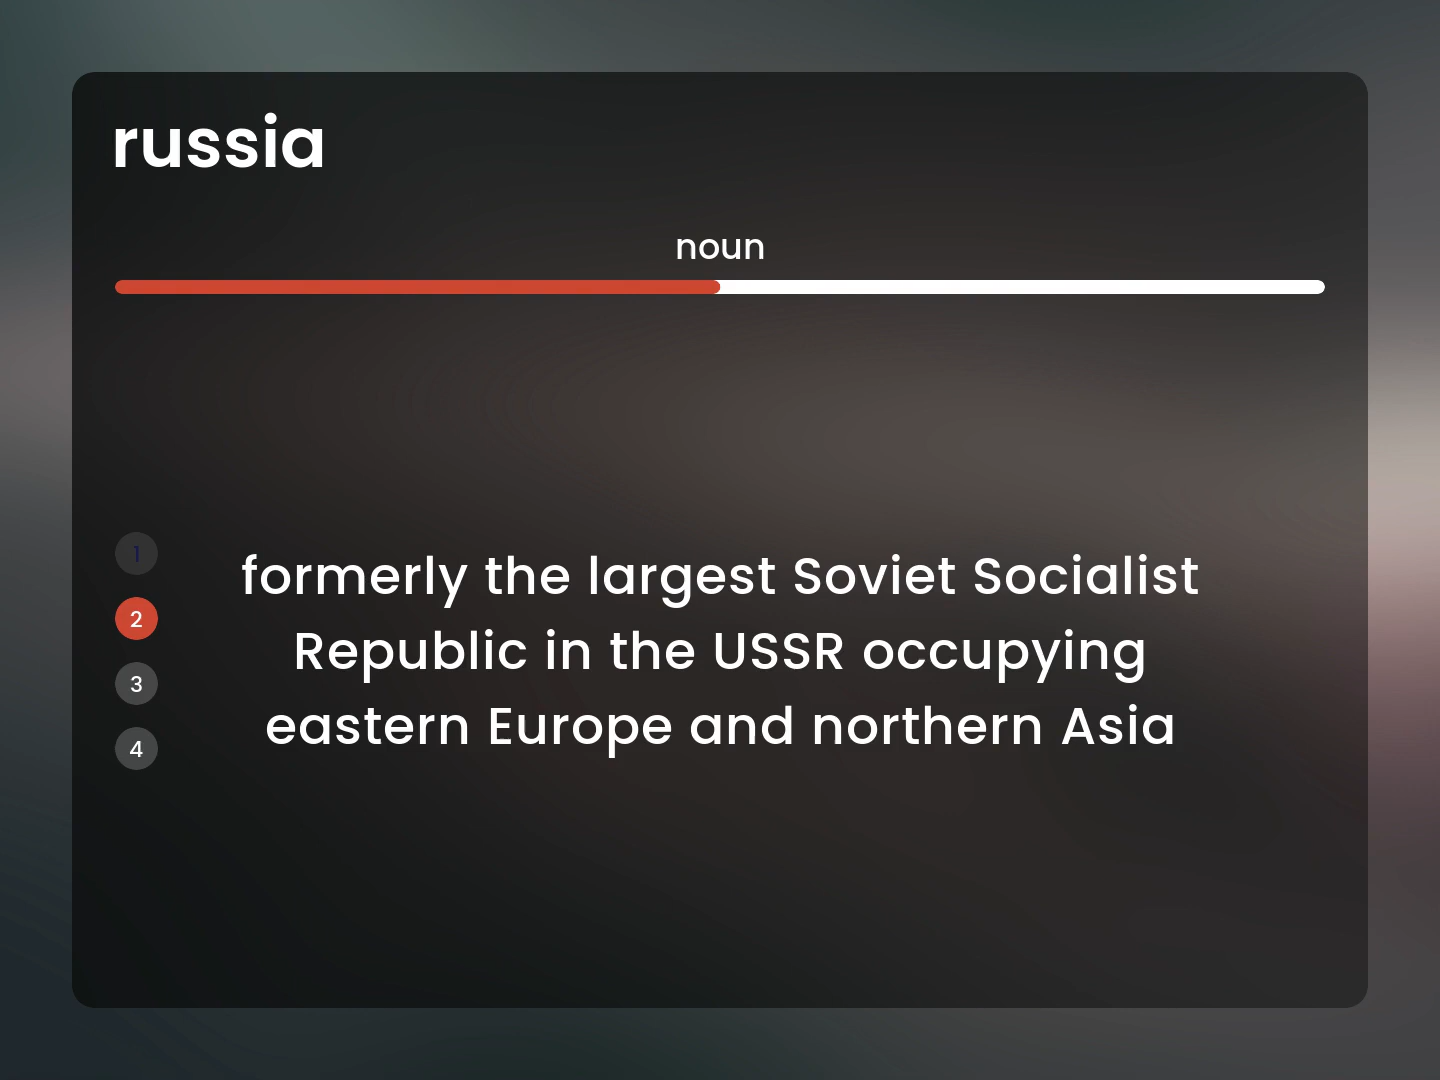 russia
noun
1
2
3
4
formerly the largest Soviet Socialist
Republic in the USSR occupying
eastern Europe and northern Asia